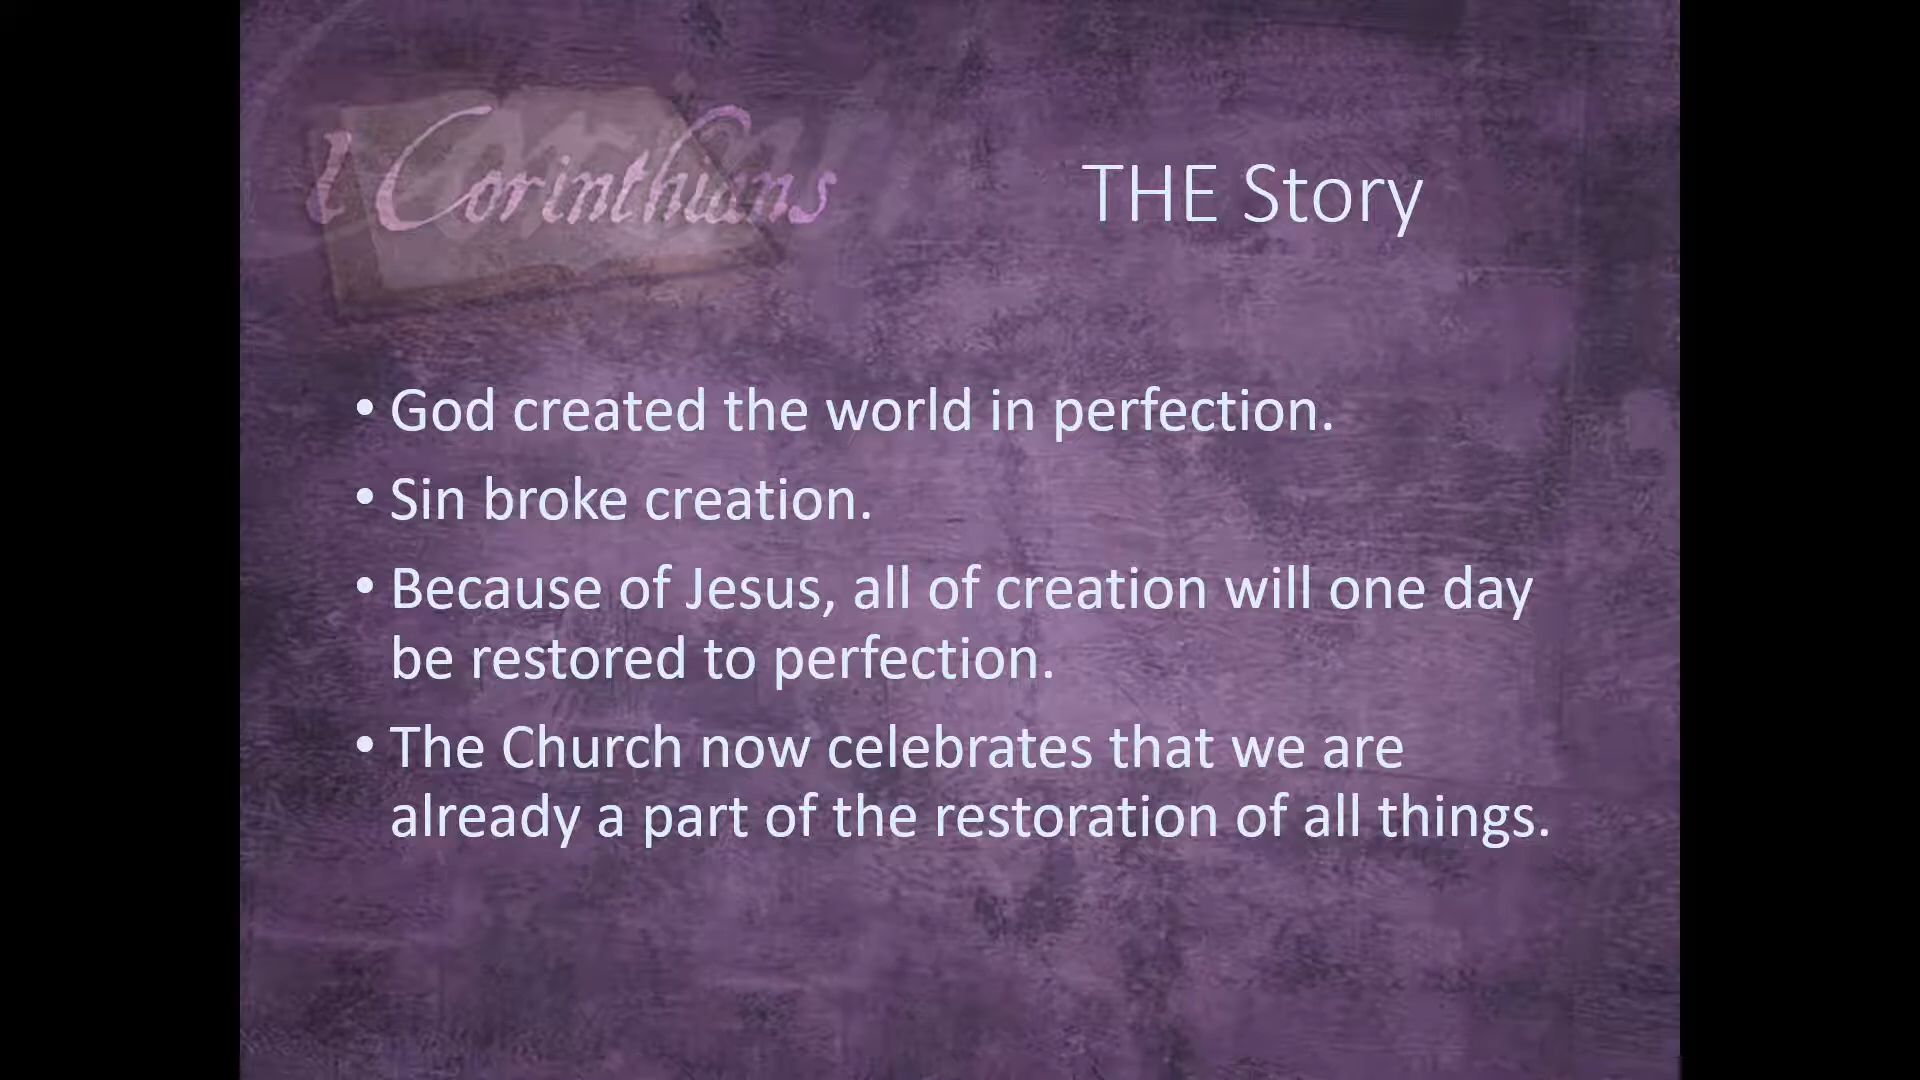 1 Corinthians
THE Story
• God created the world in perfection.
• Sin broke creation.
• Because of Jesus, all of creation will one day
be restored to perfection.
• The Church now celebrates that we are
already a part of the restoration of all things.